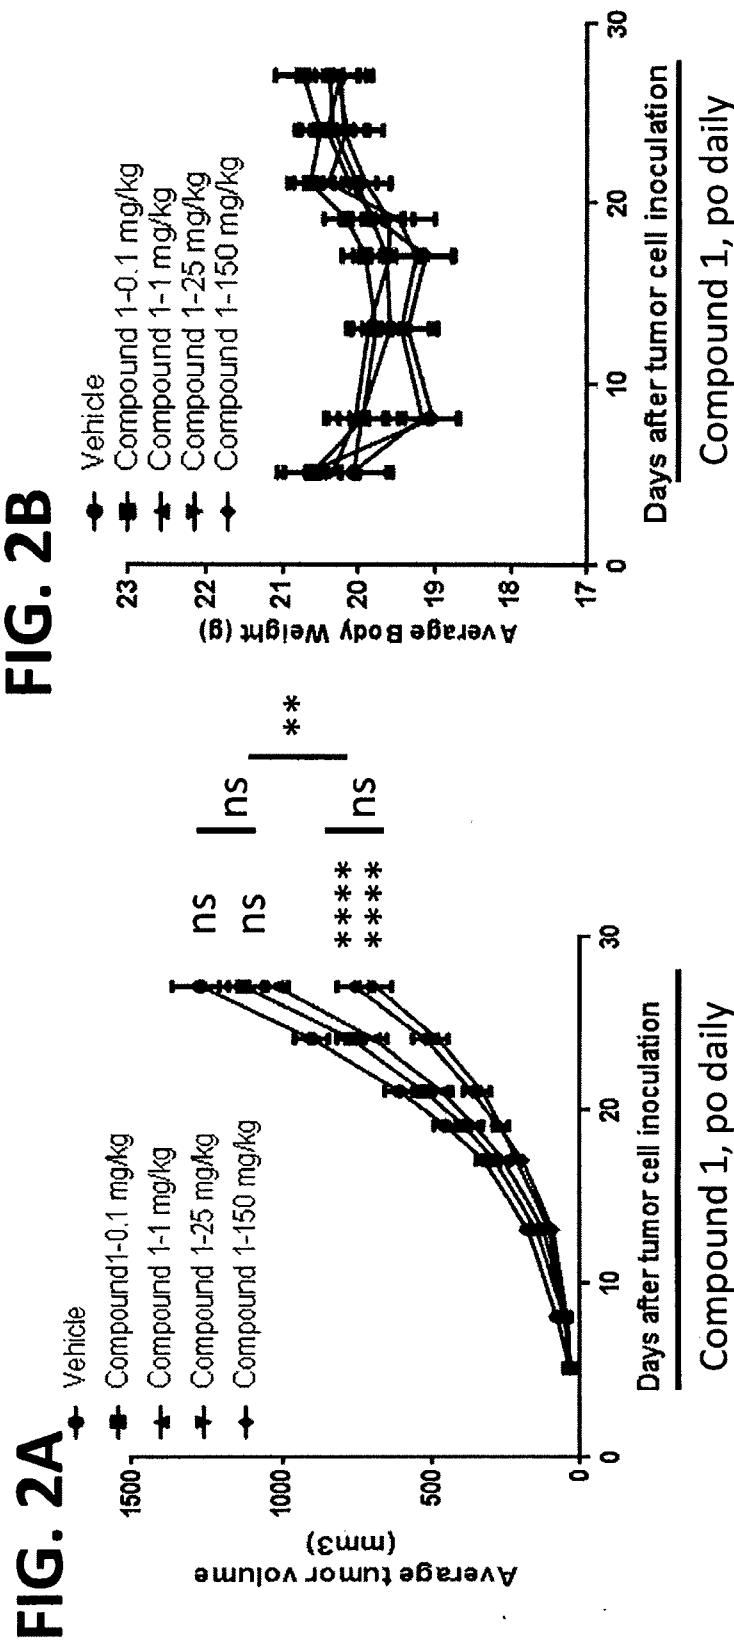 FIG. 2A
Vehicle
Compound1-0.1 mg/kg
Compound 1-1 mg/kg
Compound 1-25 mg/kg
Compound 1-150 mg/kg
Average tumor volume
(mm3)
1500
1000
500
0
0
10
20
30
ns
ns
****
****
ns
ns
**
Days after tumor cell inoculation
Compound 1, po daily
FIG. 2B
Vehicle
Compound 1-0.1 mg/kg
Compound 1-1 mg/kg
Compound 1-25 mg/kg
Compound 1-150 mg/kg
Average Body Weight (g)
23
22
21
20
19
18
17
0
10
20
30
Days after tumor cell inoculation
Compound 1, po daily